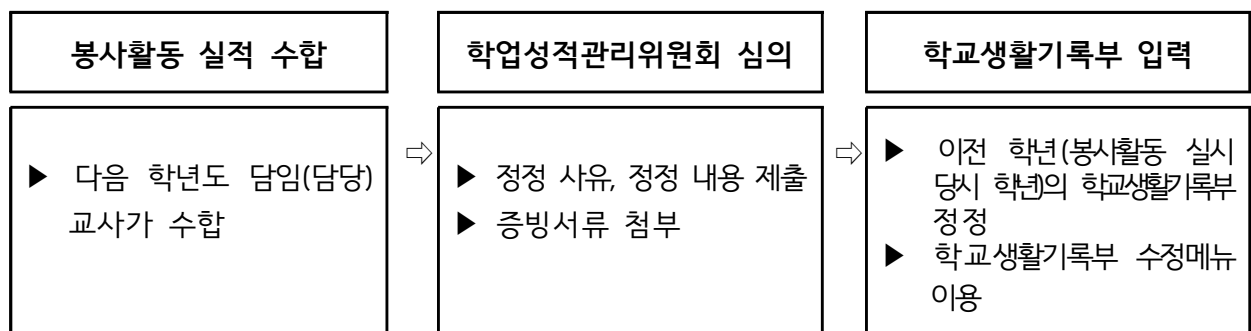 봉사활동 실적 수합
▶ 다음 학년도 담임(담당)
교사가 수합
⇨
학업성적관리위원회 심의
▶ 정정 사유, 정정 내용 제출
▶ 증빙서류 첨부
⇨
학교생활기록부 입력
▶ 이전 학년(봉사활동 실시
당시 학년)의 학교생활기록부
정정
▶ 학교생활기록부 수정메뉴
이용